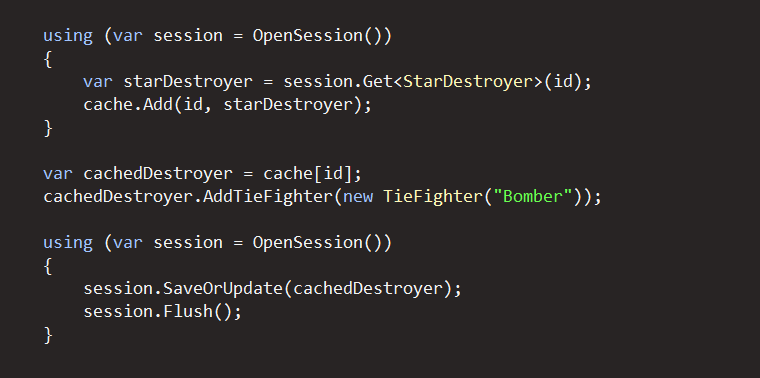 using (var session = OpenSession())
{
    var starDestroyer = session.Get<StarDestroyer>(id);
    cache.Add(id, starDestroyer);
}

var cachedDestroyer = cache[id];
cachedDestroyer.AddTieFighter(new TieFighter("Bomber"));

using (var session = OpenSession())
{
    session.SaveOrUpdate(cachedDestroyer);
    session.Flush();
}